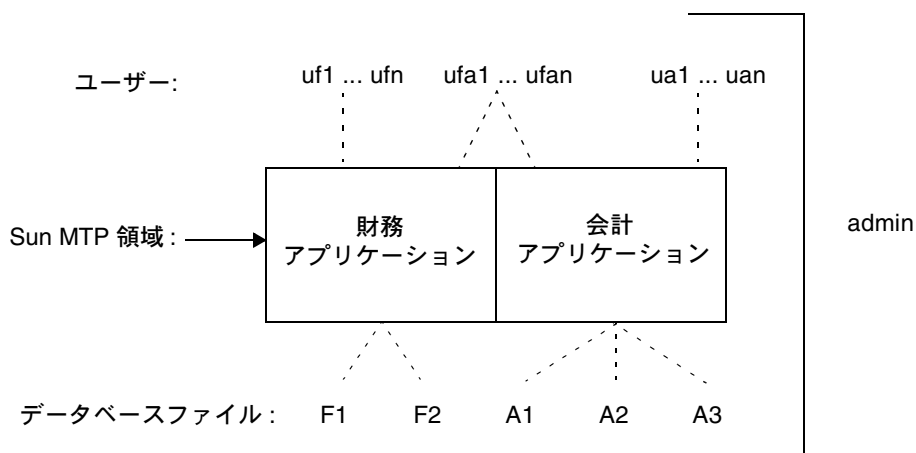 ユーザー: uf1 ... ufn ufa1 ... ufan ua1 ... uan
Sun MTP 領域 :
財務
アプリケーション
会計
アプリケーション
admin
データベースファイル : F1 F2 A1 A2 A3